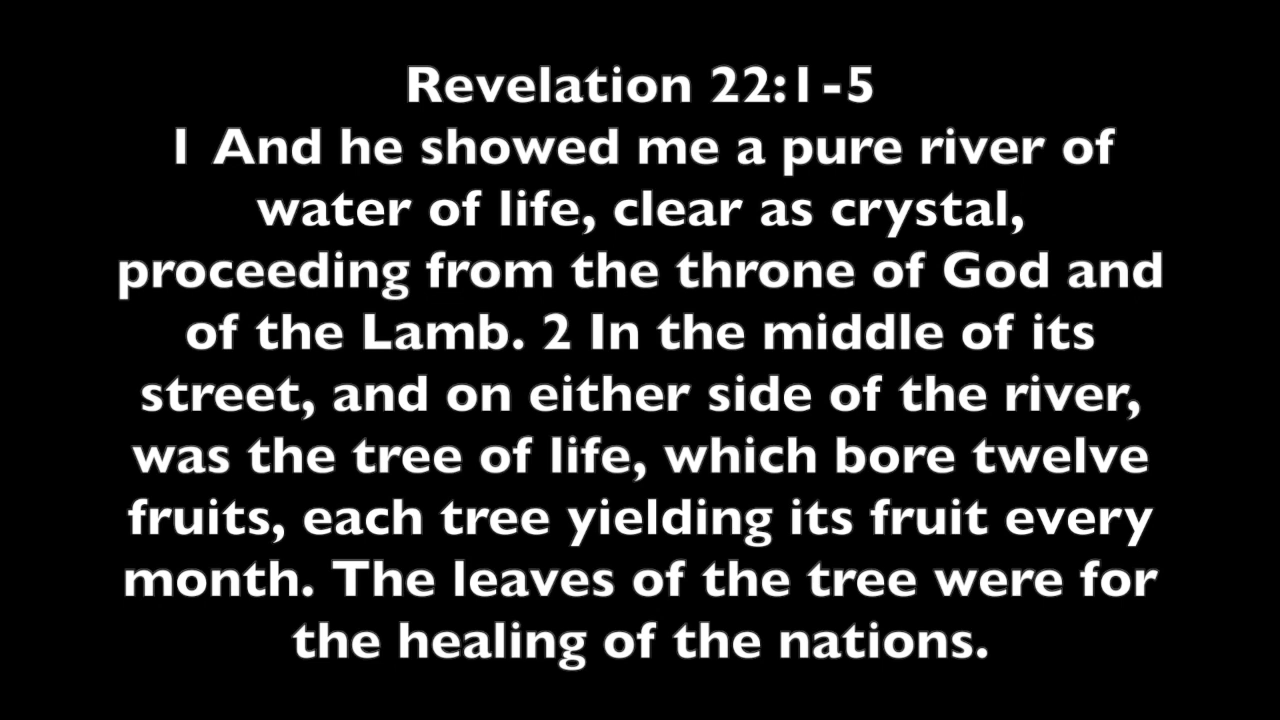 Revelation 22:1-5
1 And he showed me a pure river of
water of life, clear as crystal,
proceeding from the throne of God and
of the Lamb. 2 In the middle of its
street, and on either side of the river,
was the tree of life, which bore twelve
fruits, each tree yielding its fruit every
month. The leaves of the tree were for
the healing of the nations.